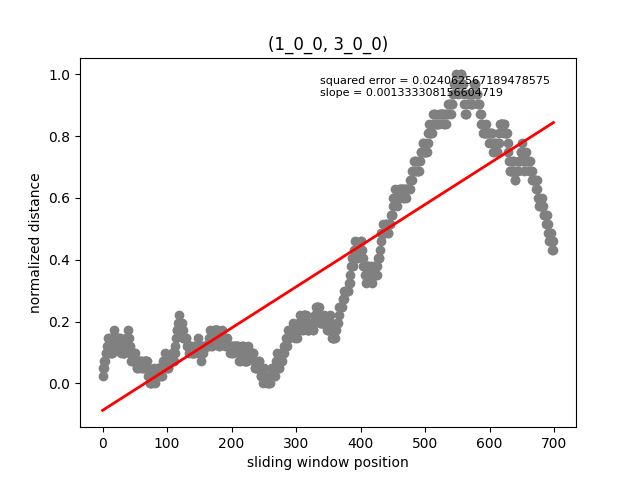 (1_0_0, 3_0_0)
squared error = 0.024062567189478575
slope = 0.001333308156604719
normalized distance
1.0
0.8
0.6
0.4
0.2
0.0
0 100 200 300 400 500 600 700
sliding window position